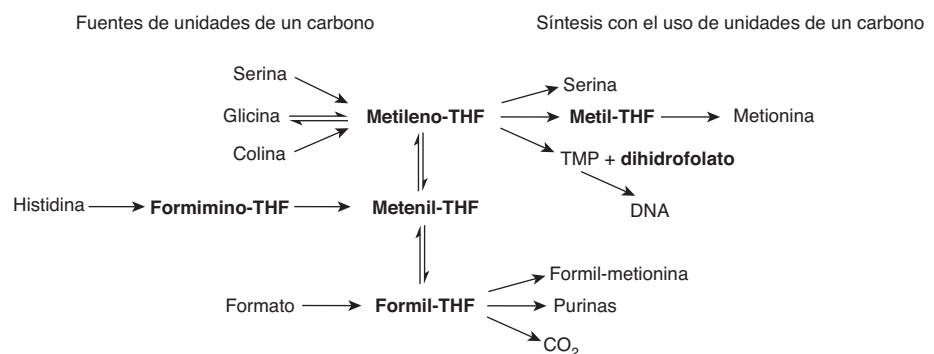 Fuentes de unidades de un carbono
Síntesis con el uso de unidades de un carbono
Serina
Serina
Glicina
Metileno-THF
Metil-THF
Metionina
Colina
TMP + dihidrofolato
DNA
Histidina
Formimino-THF
Metenil-THF
Formil-metionina
Formato
Formil-THF
Purinas
CO₂